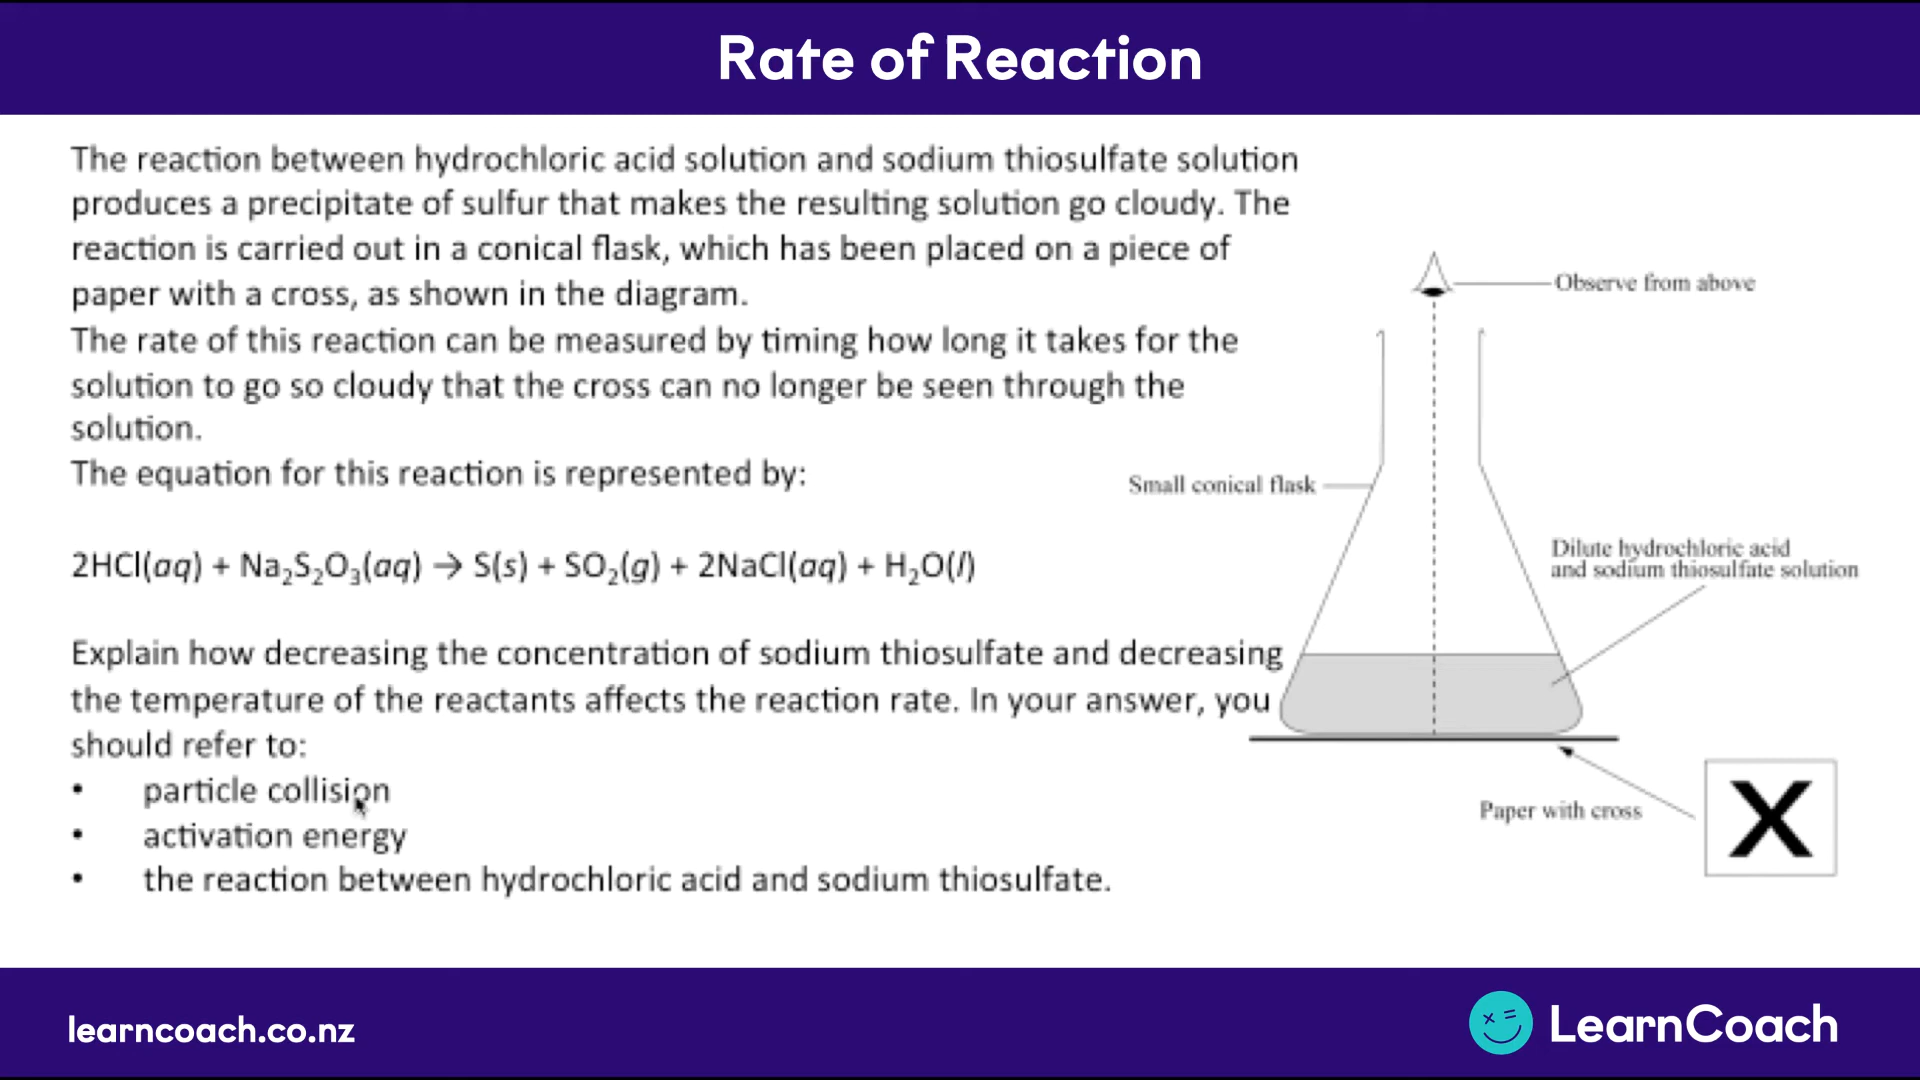 Rate of Reaction
The reaction between hydrochloric acid solution and sodium thiosulfate solution
produces a precipitate of sulfur that makes the resulting solution go cloudy. The
reaction is carried out in a conical flask, which has been placed on a piece of
paper with a cross, as shown in the diagram.
The rate of this reaction can be measured by timing how long it takes for the
solution to go so cloudy that the cross can no longer be seen through the
solution.
The equation for this reaction is represented by:
2HCl(aq) + Na₂S₂O₃(aq) → S(s) + SO₂(g) + 2NaCl(aq) + H₂O(l)
Explain how decreasing the concentration of sodium thiosulfate and decreasing
the temperature of the reactants affects the reaction rate. In your answer, you
should refer to:
• particle collision
• activation energy
• the reaction between hydrochloric acid and sodium thiosulfate.
Observe from above
Small conical flask
Dilute hydrochloric acid
and sodium thiosulfate solution
Paper with cross
X
learncoach.co.nz
LearnCoach